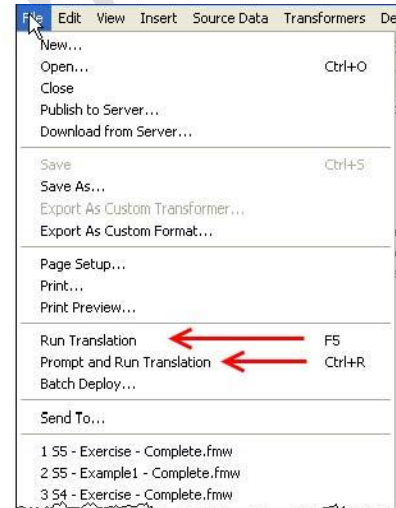 File Edit View Insert Source Data Transformers De
New...
Open... Ctrl+O
Close
Publish to Server...
Download from Server...
Save Ctrl+S
Save As...
Export As Custom Transformer...
Export As Custom Format...
Page Setup...
Print...
Print Preview...
Run Translation F5
Prompt and Run Translation Ctrl+R
Batch Deploy...
Send To...
1 S5 - Exercise - Complete.fmw
2 S5 - Example1 - Complete.fmw
3 S4 - Exercise - Complete.fmw